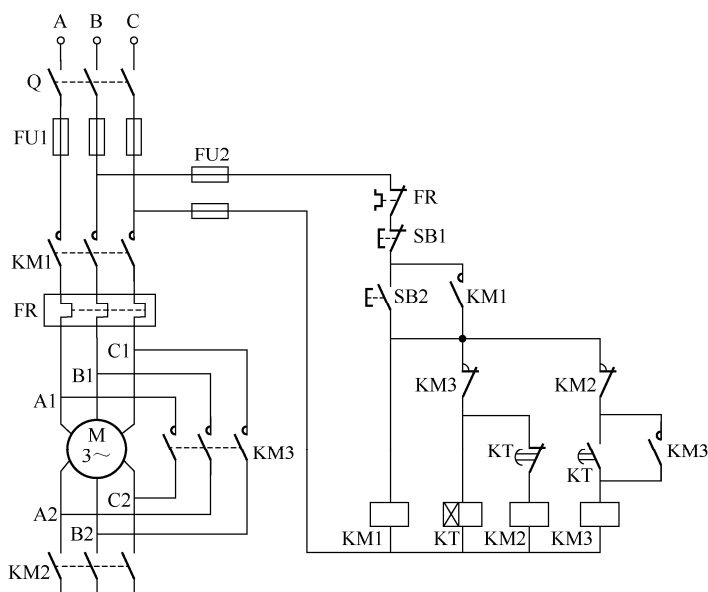 A B C
Q
FU1
FU2
FR
SB1
KM1
SB2 KM1
FR
C1
B1
A1
KM3 KM2
M
3～
KM3
KT KT KM3
C2
A2
B2
KM1 KT KM2 KM3
KM2